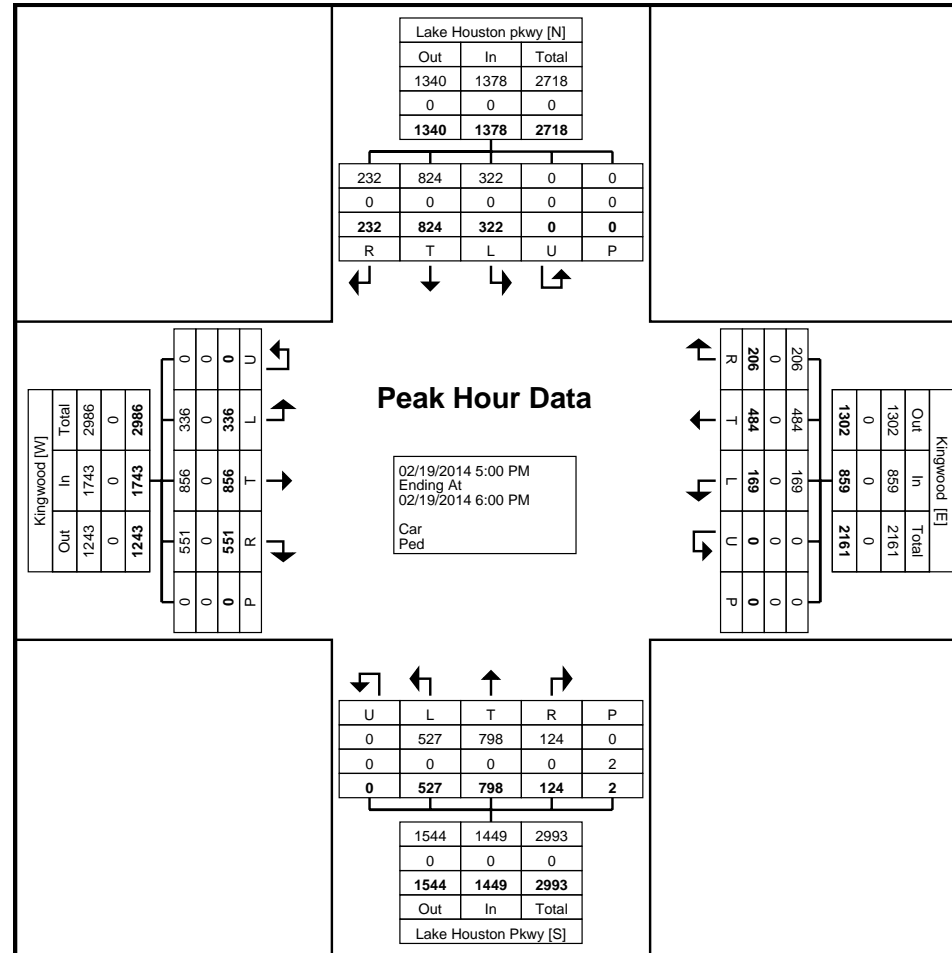 Lake Houston pkwy [N]
Out In Total
1340 1378 2718
0 0 0
1340 1378 2718
232 824 322 0 0
0 0 0 0 0
232 824 322 0 0
R T L U P
Kingwood [W]
Total In Out
2986 1743 1243
0 0 0
2986 1743 1243
0 336 856 551 0
0 0 0 0 0
0 336 856 551 0
U L T R P
Peak Hour Data
02/19/2014 5:00 PM
Ending At
02/19/2014 6:00 PM
Car
Ped
Kingwood [E]
Out In Total
1302 859 2161
0 0 0
1302 859 2161
206 484 169 0 0
0 0 0 0 0
206 484 169 0 0
R T L U P
U L T R P
0 527 798 124 0
0 0 0 0 2
0 527 798 124 2
1544 1449 2993
0 0 0
1544 1449 2993
Out In Total
Lake Houston Pkwy [S]